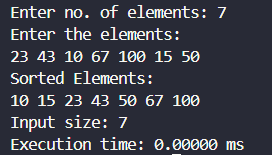 Enter no. of elements: 7
Enter the elements:
23 43 10 67 100 15 50
Sorted Elements:
10 15 23 43 50 67 100
Input size: 7
Execution time: 0.00000 ms